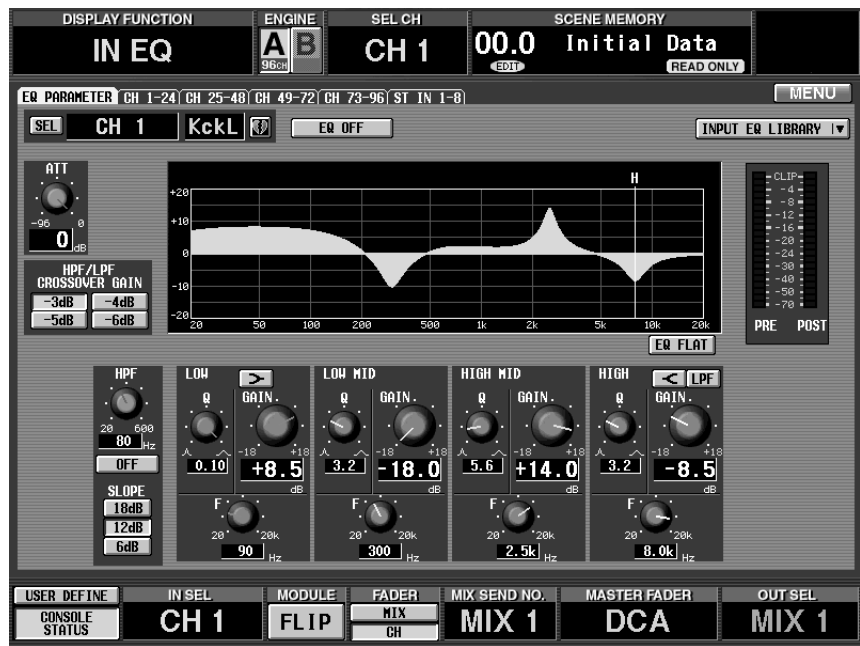 DISPLAY FUNCTION ENGINE SEL CH SCENE MEMORY
IN EQ A B 96CH CH 1 00.0 EDIT Initial Data READ ONLY
EQ PARAMETER CH 1-24 CH 25-48 CH 49-72 CH 73-96 ST IN 1-8 MENU
SEL CH 1 KckL EQ OFF INPUT EQ LIBRARY
ATT
-96 0
0 dB
HPF/LPF
CROSSOVER GAIN
-3dB -4dB
-5dB -6dB
H
+20
+10
0
-10
-20
20 50 100 200 500 1k 2k 5k 10k 20k
EQ FLAT
CLIP
-4
-8
-12
-16
-20
-24
-30
-40
-50
-70
PRE POST
HPF
20 600
80 Hz
OFF
SLOPE
18dB
12dB
6dB
LOW
Q GAIN
-18 +18
0.10 +8.5
dB
F
20 20k
90 Hz
LOW MID
Q GAIN
-18 +18
3.2 -18.0
dB
F
20 20k
300 Hz
HIGH MID
Q GAIN
-18 +18
5.6 +14.0
dB
F
20 20k
2.5k Hz
HIGH LPF
Q GAIN
-18 +18
3.2 -8.5
dB
F
20 20k
8.0k Hz
USER DEFINE IN SEL MODULE FADER MIX SEND NO. MASTER FADER OUT SEL
CONSOLE STATUS CH 1 FLIP MIX CH MIX 1 DCA MIX 1